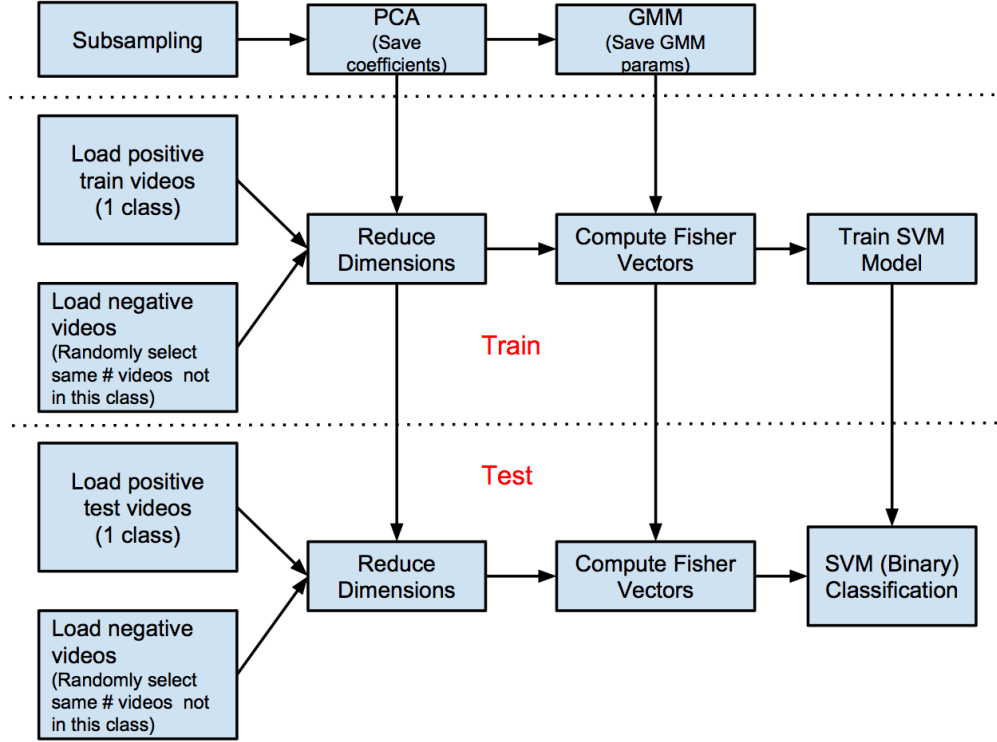 Subsampling
PCA
(Save
coefficients)
GMM
(Save GMM
params)
Load positive
train videos
(1 class)
Reduce
Dimensions
Compute Fisher
Vectors
Train SVM
Model
Load negative
videos
(Randomly select
same # videos not
in this class)
Train
Test
Load positive
test videos
(1 class)
Reduce
Dimensions
Compute Fisher
Vectors
SVM (Binary)
Classification
Load negative
videos
(Randomly select
same # videos not
in this class)